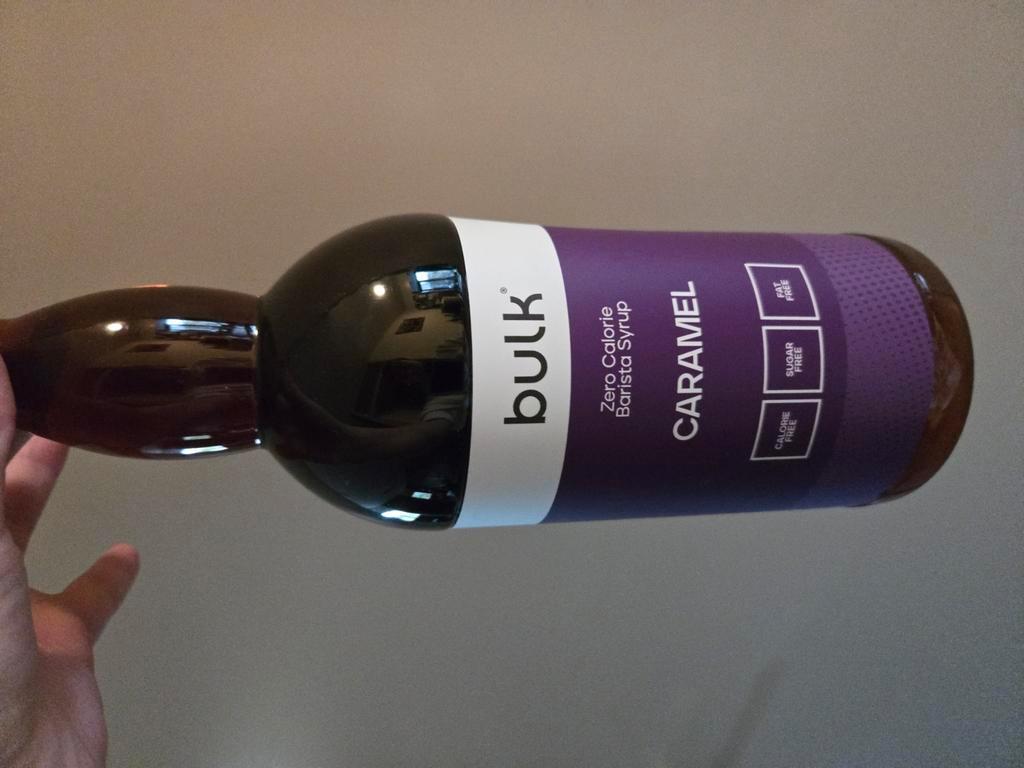 bulk®
Zero Calorie
Barista Syrup
CARAMEL
CALORIE
FREE
SUGAR
FREE
FAT
FREE